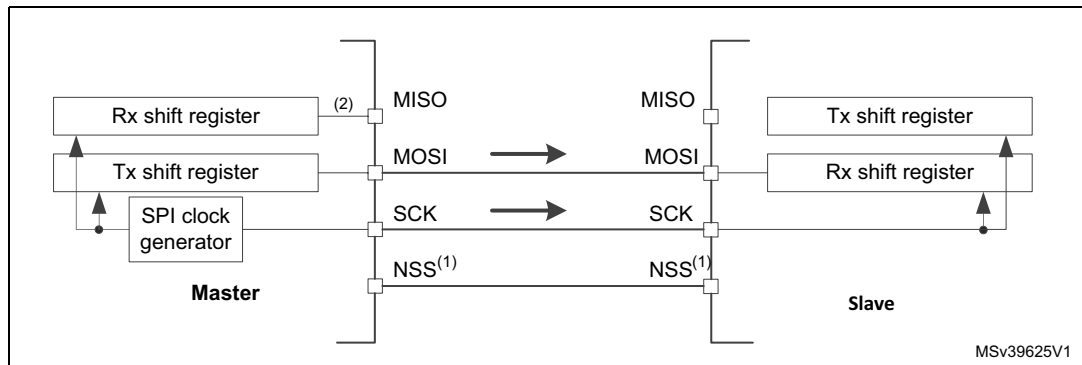 MISO MISO
Rx shift register (2) Tx shift register
MOSI MOSI
Tx shift register Rx shift register
SPI clock generator SCK SCK
NSS(1) NSS(1)
Master Slave
MSv39625V1